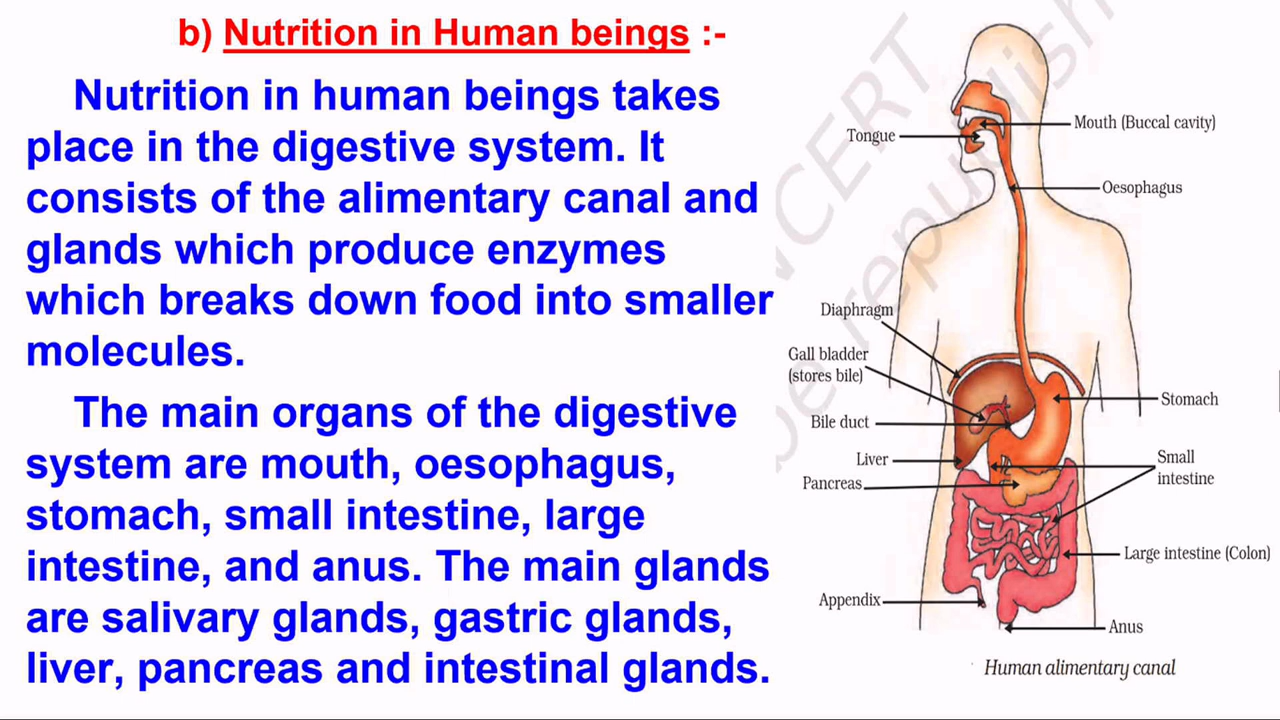 b) Nutrition in Human beings :-
Nutrition in human beings takes
place in the digestive system. It
consists of the alimentary canal and
glands which produce enzymes
which breaks down food into smaller
molecules.
The main organs of the digestive
system are mouth, oesophagus,
stomach, small intestine, large
intestine, and anus. The main glands
are salivary glands, gastric glands,
liver, pancreas and intestinal glands.
Tongue
Mouth (Buccal cavity)
Oesophagus
Diaphragm
Gall bladder
(stores bile)
Bile duct
Liver
Pancreas
Appendix
Stomach
Small
intestine
Large intestine (Colon)
Anus
Human alimentary canal
NCERT
be republish